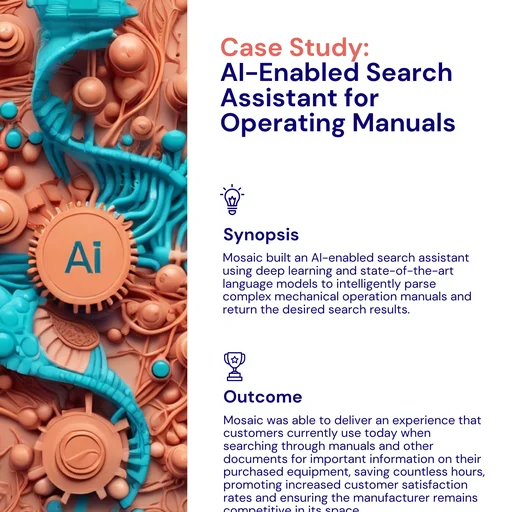 Case Study:
AI-Enabled Search
Assistant for
Operating Manuals
Ai
Synopsis
Mosaic built an AI-enabled search assistant
using deep learning and state-of-the-art
language models to intelligently parse
complex mechanical operation manuals and
return the desired search results.
Outcome
Mosaic was able to deliver an experience that
customers currently use today when
searching through manuals and other
documents for important information on their
purchased equipment, saving countless hours,
promoting increased customer satisfaction
rates and ensuring the manufacturer remains
competitive in its space.